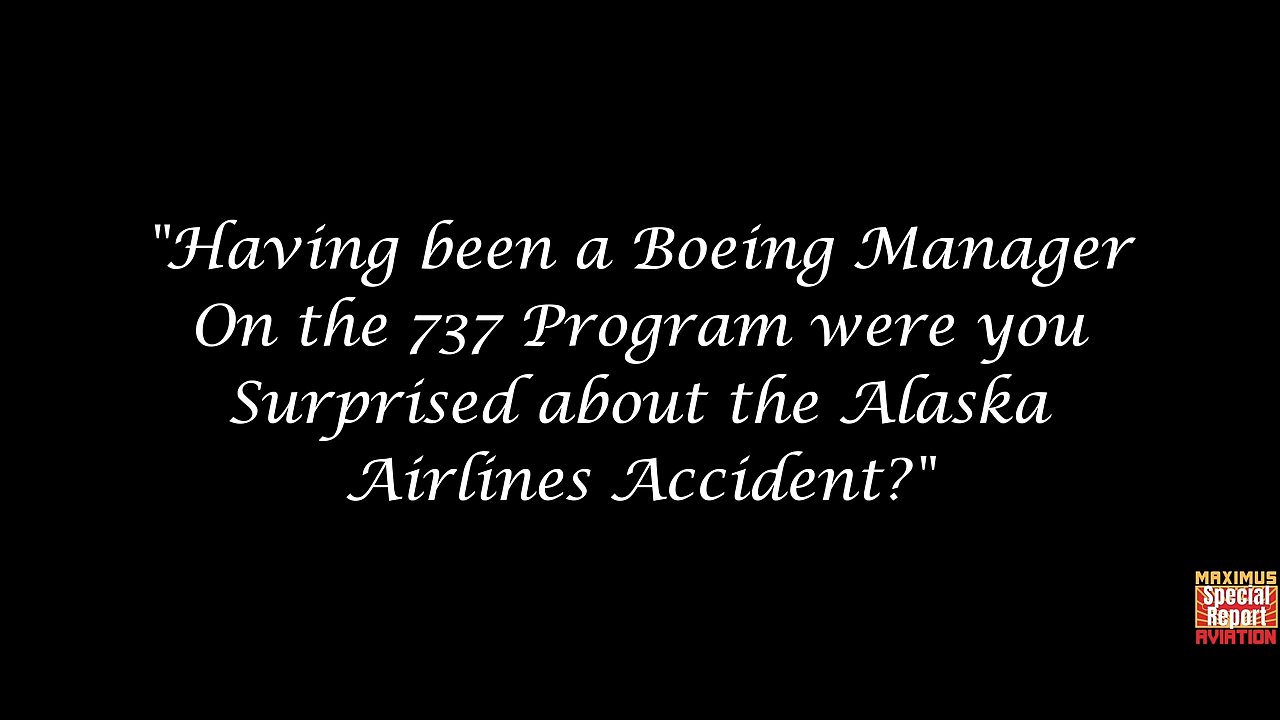 "Having been a Boeing Manager
On the 737 Program were you
Surprised about the Alaska
Airlines Accident?"
MAXIMUS
Special
Report
AVIATION